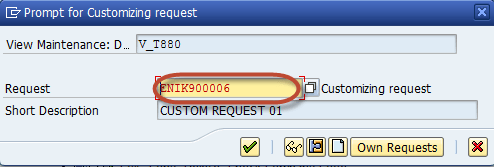 Prompt for Customizing request
View Maintenance: D... V_T880
Request ENIK900006 Customizing request
Short Description CUSTOM REQUEST 01
Own Requests